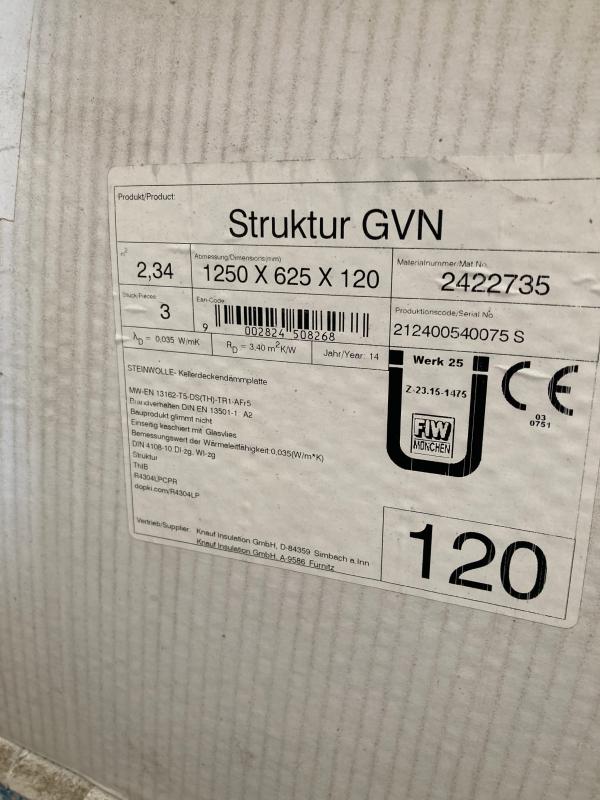 Produkt/Product:
Struktur GVN
m²
2,34
Abmessung/Dimensions(mm)
1250 X 625 X 120
Materialnummer/Mat No.
2422735
Stück/Pieces
3
Ean-Code
9 002824 508268
Produktionscode/Serial No.
212400540075 S
λD = 0,035 W/mK
RD = 3,40 m²K/W
Jahr/Year: 14
STEINWOLLE- Kellerdeckendämmplatte
MW-EN 13162-T5-DS(TH)-TR1-AFr5
Brandverhalten DIN EN 13501-1: A2
Bauprodukt glimmt nicht
Einseitig kaschiert mit Glasvlies
Bemessungswert der Wärmeleitfähigkeit:0,035(W/m*K)
DIN 4108-10 DI-zg, WI-zg
Struktur
ThIB
R4304LPCPR
dopki.com/R4304LP
Werk 25
Z-23.15-1475
FIW
MÜNCHEN
CE
03
0751
Vertrieb/Supplier: Knauf Insulation GmbH, D-84359 Simbach a.Inn
Knauf Insulation GmbH, A-9586 Fürnitz
120